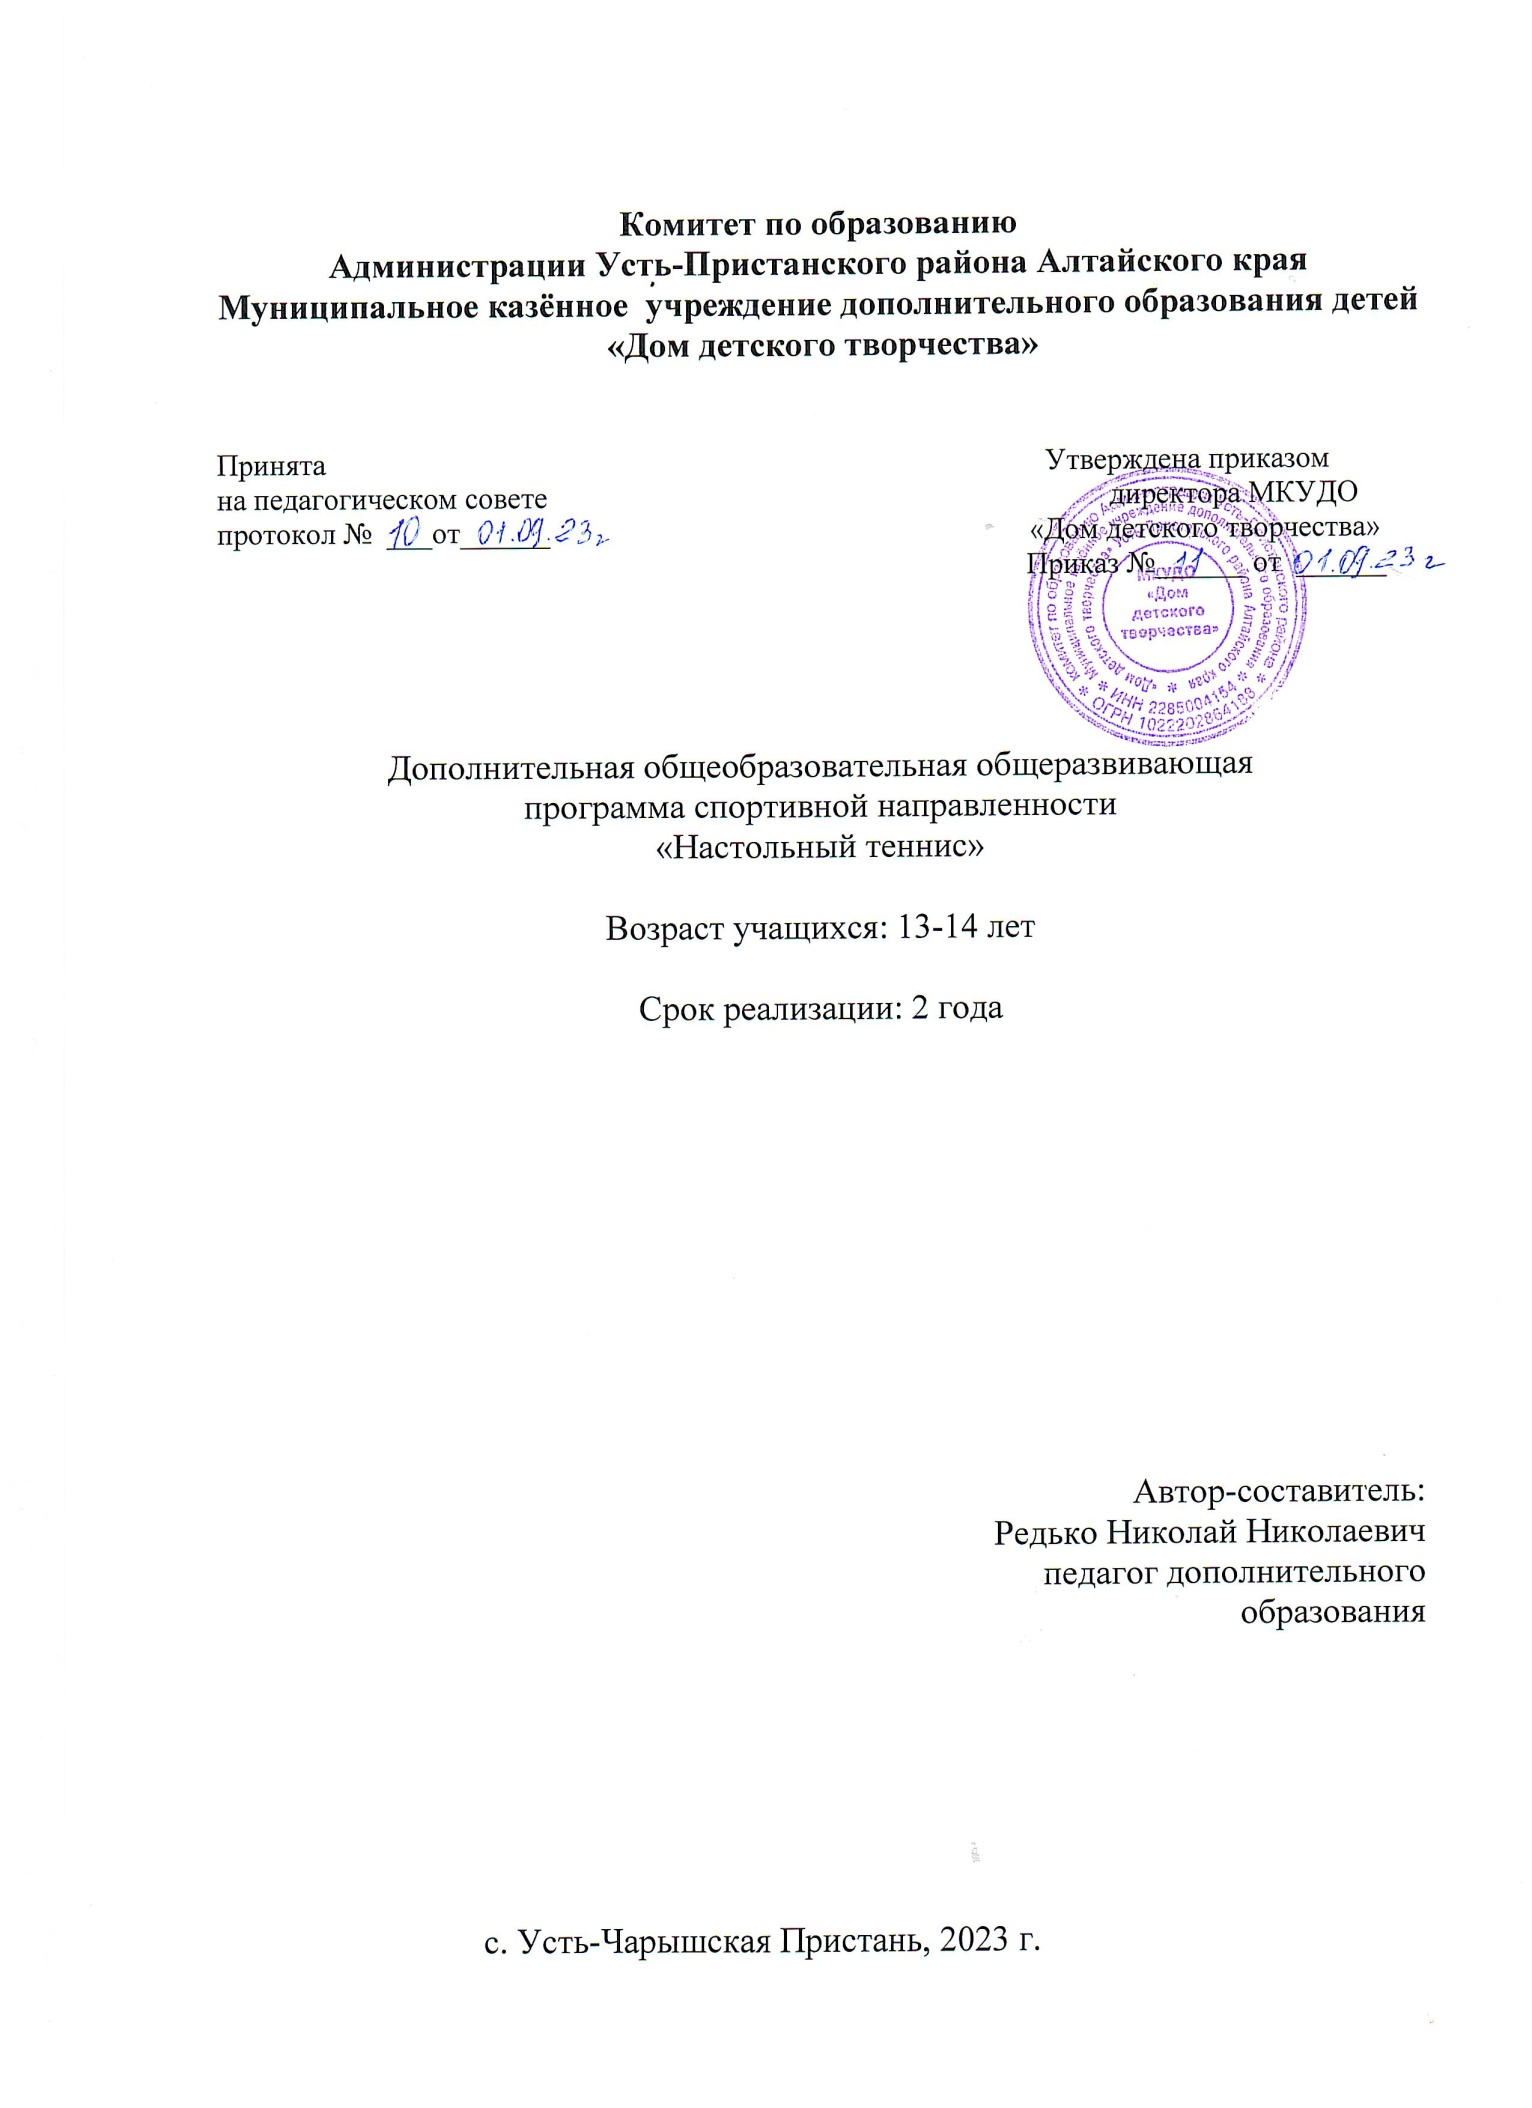 Комитет по образованию
Администрации Усть-Пристанского района Алтайского края
Муниципальное казённое учреждение дополнительного образования детей
«Дом детского творчества»
Принята
на педагогическом совете
протокол № 10 от 01.09.23 г
Утверждена приказом
директора МКУДО
«Дом детского творчества»
Приказ № 11 от 01.09.23 г
МКУДО
«Дом
детского
творчества»
* ИНН 2285004154 *
* ОГРН 1022202864188 *
Дополнительная общеобразовательная общеразвивающая
программа спортивной направленности
«Настольный теннис»
Возраст учащихся: 13-14 лет
Срок реализации: 2 года
Автор-составитель:
Редько Николай Николаевич
педагог дополнительного
образования
с. Усть-Чарышская Пристань, 2023 г.